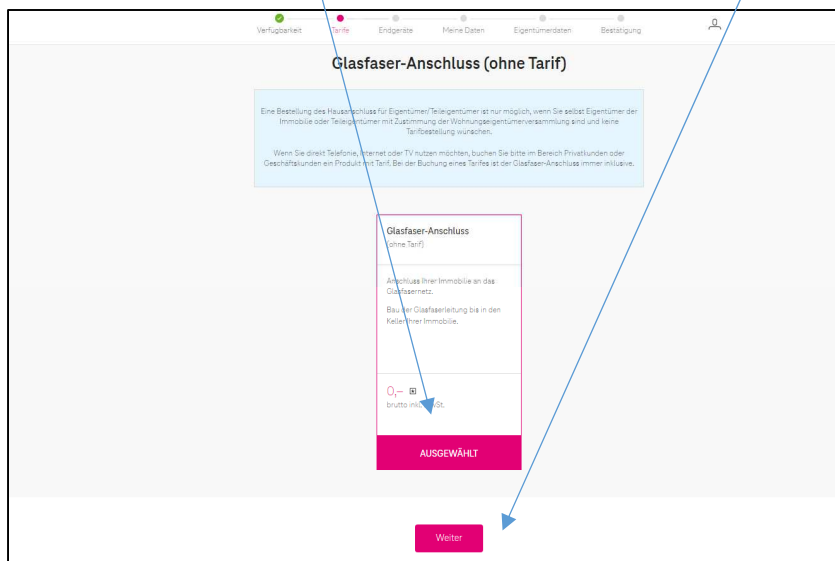 Verfügbarkeit Tarife Endgeräte Meine Daten Eigentümerdaten Bestätigung
Glasfaser-Anschluss (ohne Tarif)
Eine Bestellung des Hausanschluss für Eigentümer/Teileigentümer ist nur möglich, wenn Sie selbst Eigentümer der
Immobilie oder Teileigentümer mit Zustimmung der Wohnungseigentümerversammlung sind und keine
Tarifbestellung wünschen.
Wenn Sie direkt Telefonie, Internet oder TV nutzen möchten, buchen Sie bitte im Bereich Privatkunden oder
Geschäftskunden ein Produkt mit Tarif. Bei der Buchung eines Tarifes ist der Glasfaser-Anschluss immer inklusive.
Glasfaser-Anschluss
(ohne Tarif)
Anschluss Ihrer Immobilie an das
Glasfasernetz.
Bau der Glasfaserleitung bis in den
Keller Ihrer Immobilie.
0,–
brutto inkl. MwSt.
AUSGEWÄHLT
Weiter